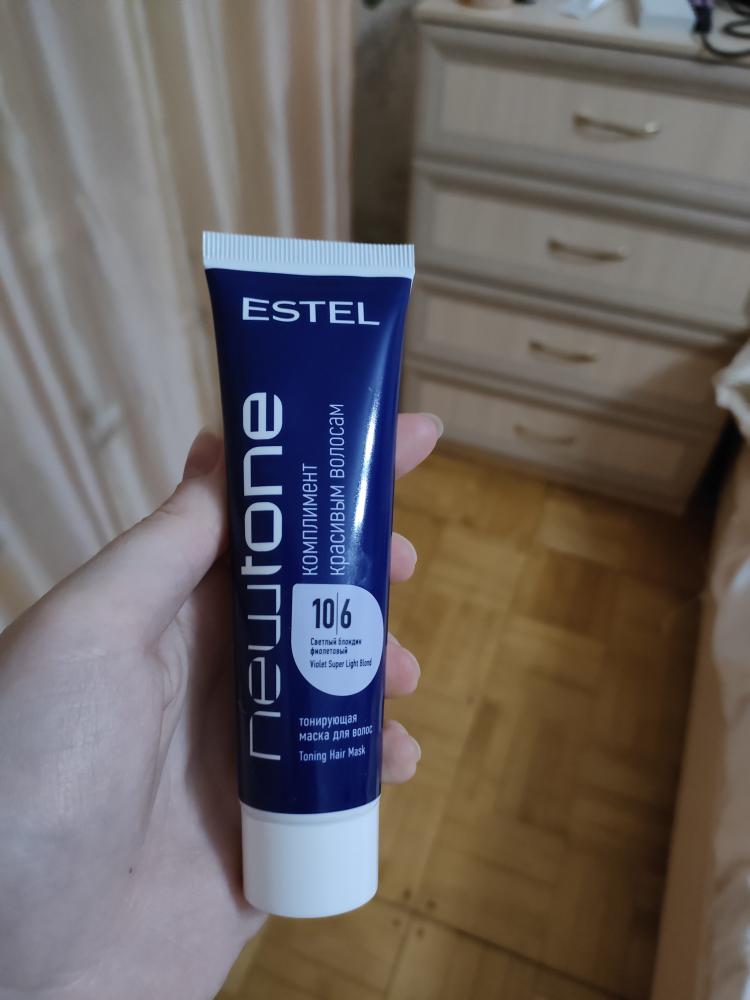 ESTEL
newtone
комплимент
красивым волосам
10|6
Светлый блондин
фиолетовый
Violet Super Light Blond
тонирующая
маска для волос
Toning Hair Mask